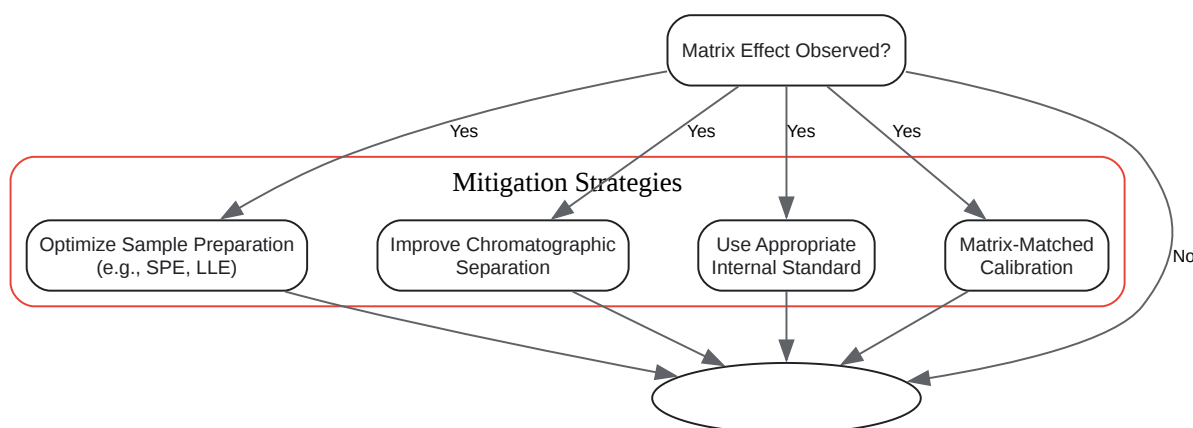 Matrix Effect Observed?
Yes
Yes
Yes
Yes
Mitigation Strategies
Optimize Sample Preparation
(e.g., SPE, LLE)
Improve Chromatographic
Separation
Use Appropriate
Internal Standard
Matrix-Matched
Calibration
No